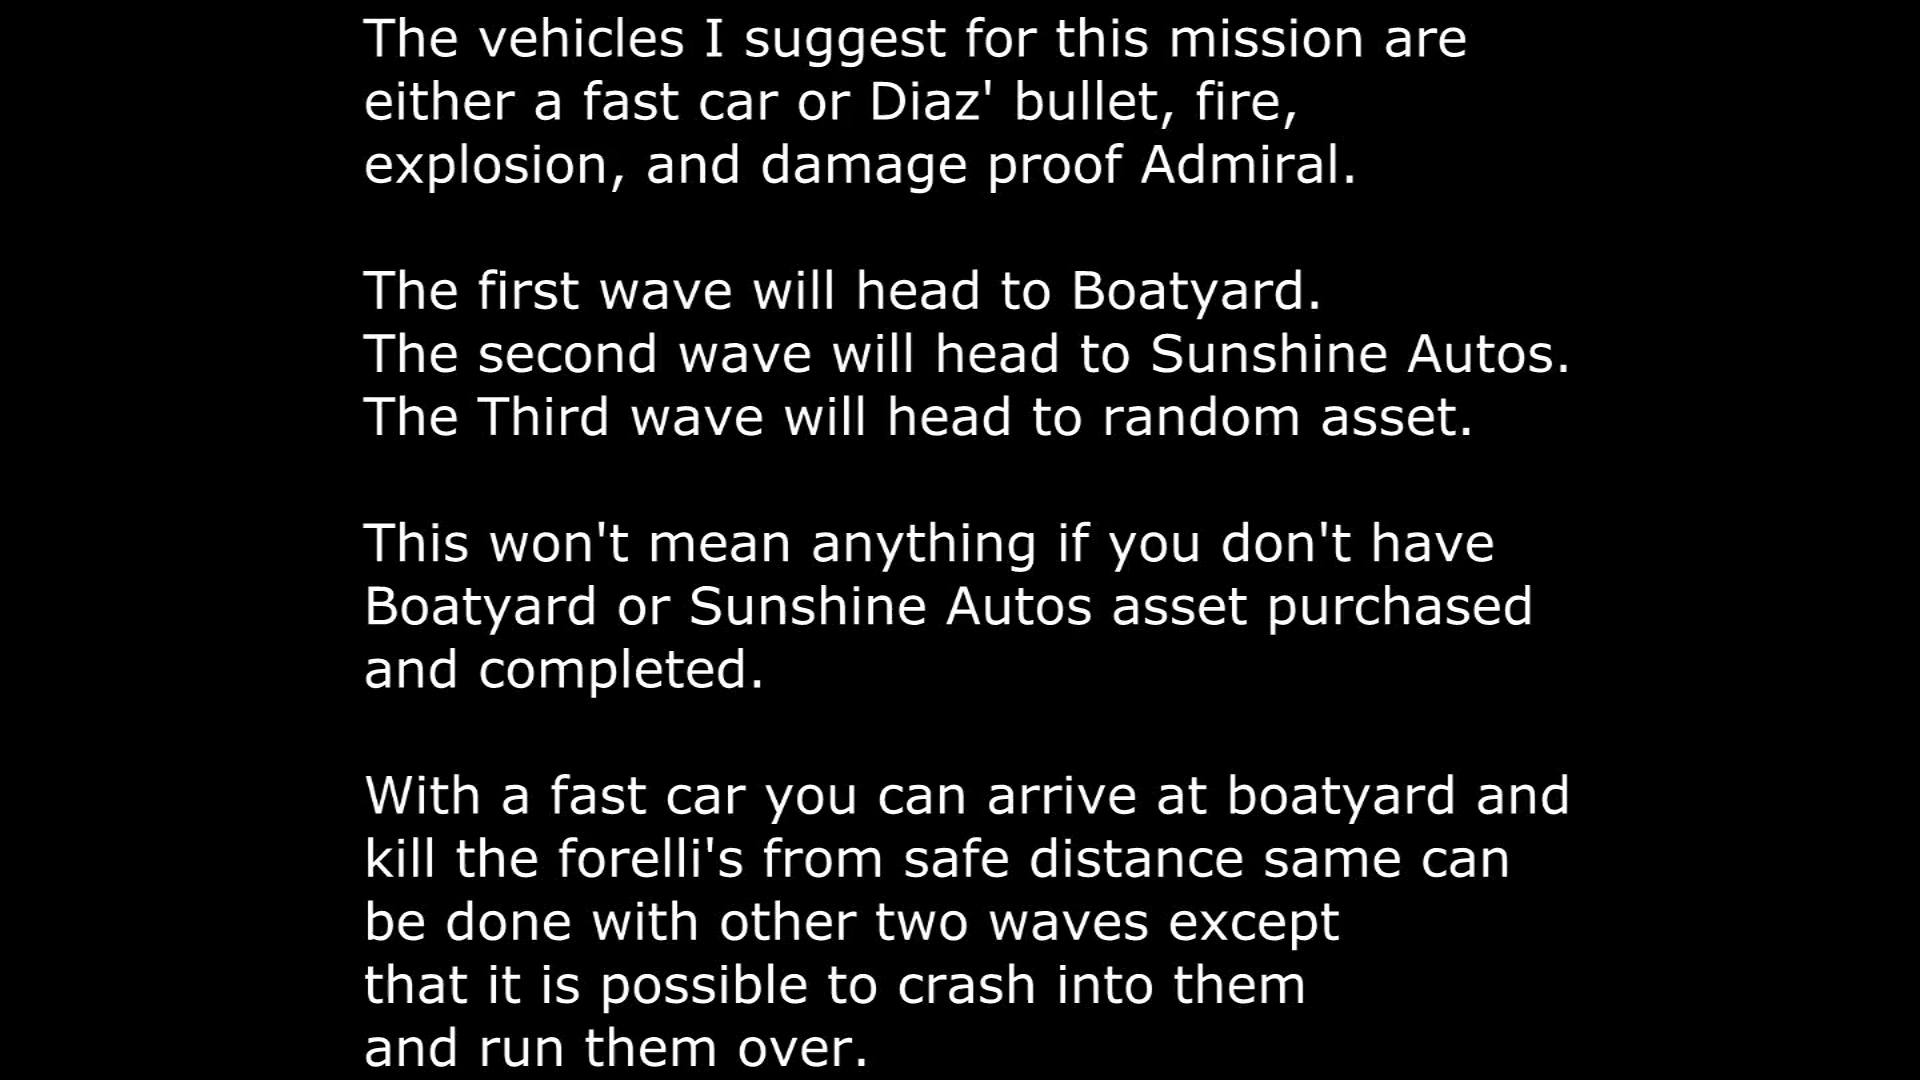 The vehicles I suggest for this mission are
either a fast car or Diaz' bullet, fire,
explosion, and damage proof Admiral.
The first wave will head to Boatyard.
The second wave will head to Sunshine Autos.
The Third wave will head to random asset.
This won't mean anything if you don't have
Boatyard or Sunshine Autos asset purchased
and completed.
With a fast car you can arrive at boatyard and
kill the forelli's from safe distance same can
be done with other two waves except
that it is possible to crash into them
and run them over.